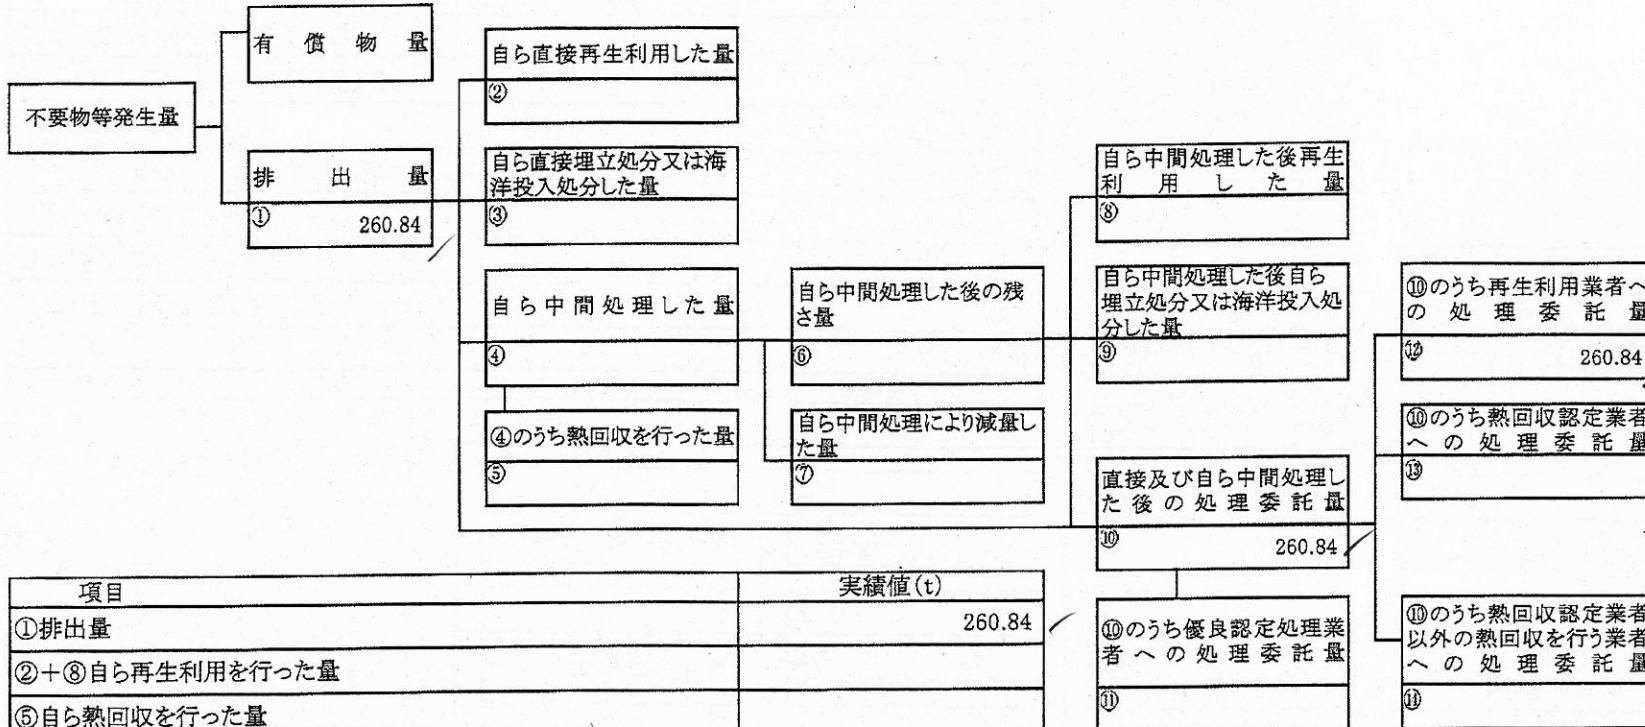 有償物量
不要物等発生量
排出量
①
260.84
自ら直接再生利用した量
②
自ら直接埋立処分又は海
洋投入処分した量
③
自ら中間処理した量
④
④のうち熱回収を行った量
⑤
自ら中間処理した後の残
さ量
⑥
自ら中間処理により減量し
た量
⑦
自ら中間処理した後再生
利用した量
⑧
自ら中間処理した後自ら
埋立処分又は海洋投入処
分した量
⑨
直接及び自ら中間処理し
た後の処理委託量
⑩
260.84
⑩のうち優良認定処理業
者への処理委託量
⑪
⑩のうち再生利用業者へ
の処理委託量
⑫
260.84
⑩のうち熱回収認定業者
への処理委託量
⑬
⑩のうち熱回収認定業者
以外の熱回収を行う業者
への処理委託量
⑭
項目 実績値(t)
①排出量 260.84
②+⑧自ら再生利用を行った量
⑤自ら熱回収を行った量